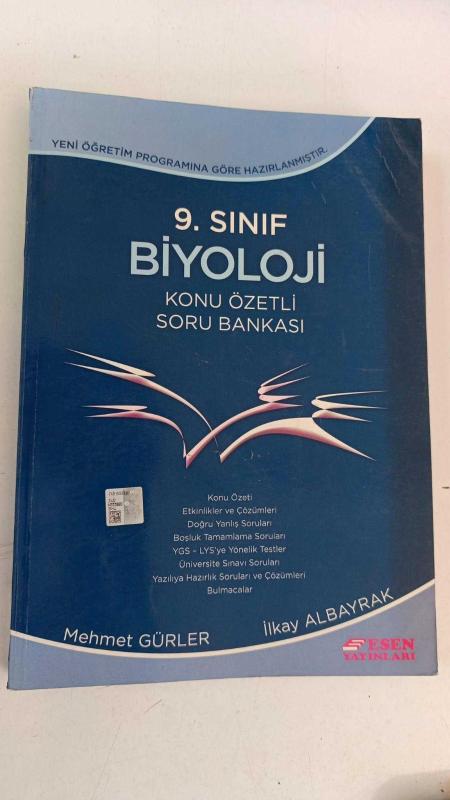 YENİ ÖĞRETİM PROGRAMINA GÖRE HAZIRLANMIŞTIR.
9. SINIF
BİYOLOJİ
KONU ÖZETLİ
SORU BANKASI
Konu Özeti
Etkinlikler ve Çözümleri
Doğru Yanlış Soruları
Boşluk Tamamlama Soruları
YGS – LYS'ye Yönelik Testler
Üniversite Sınavı Soruları
Yazılıya Hazırlık Soruları ve Çözümleri
Bulmacalar
Mehmet GÜRLER
İlkay ALBAYRAK
ESEN
YAYINLARI